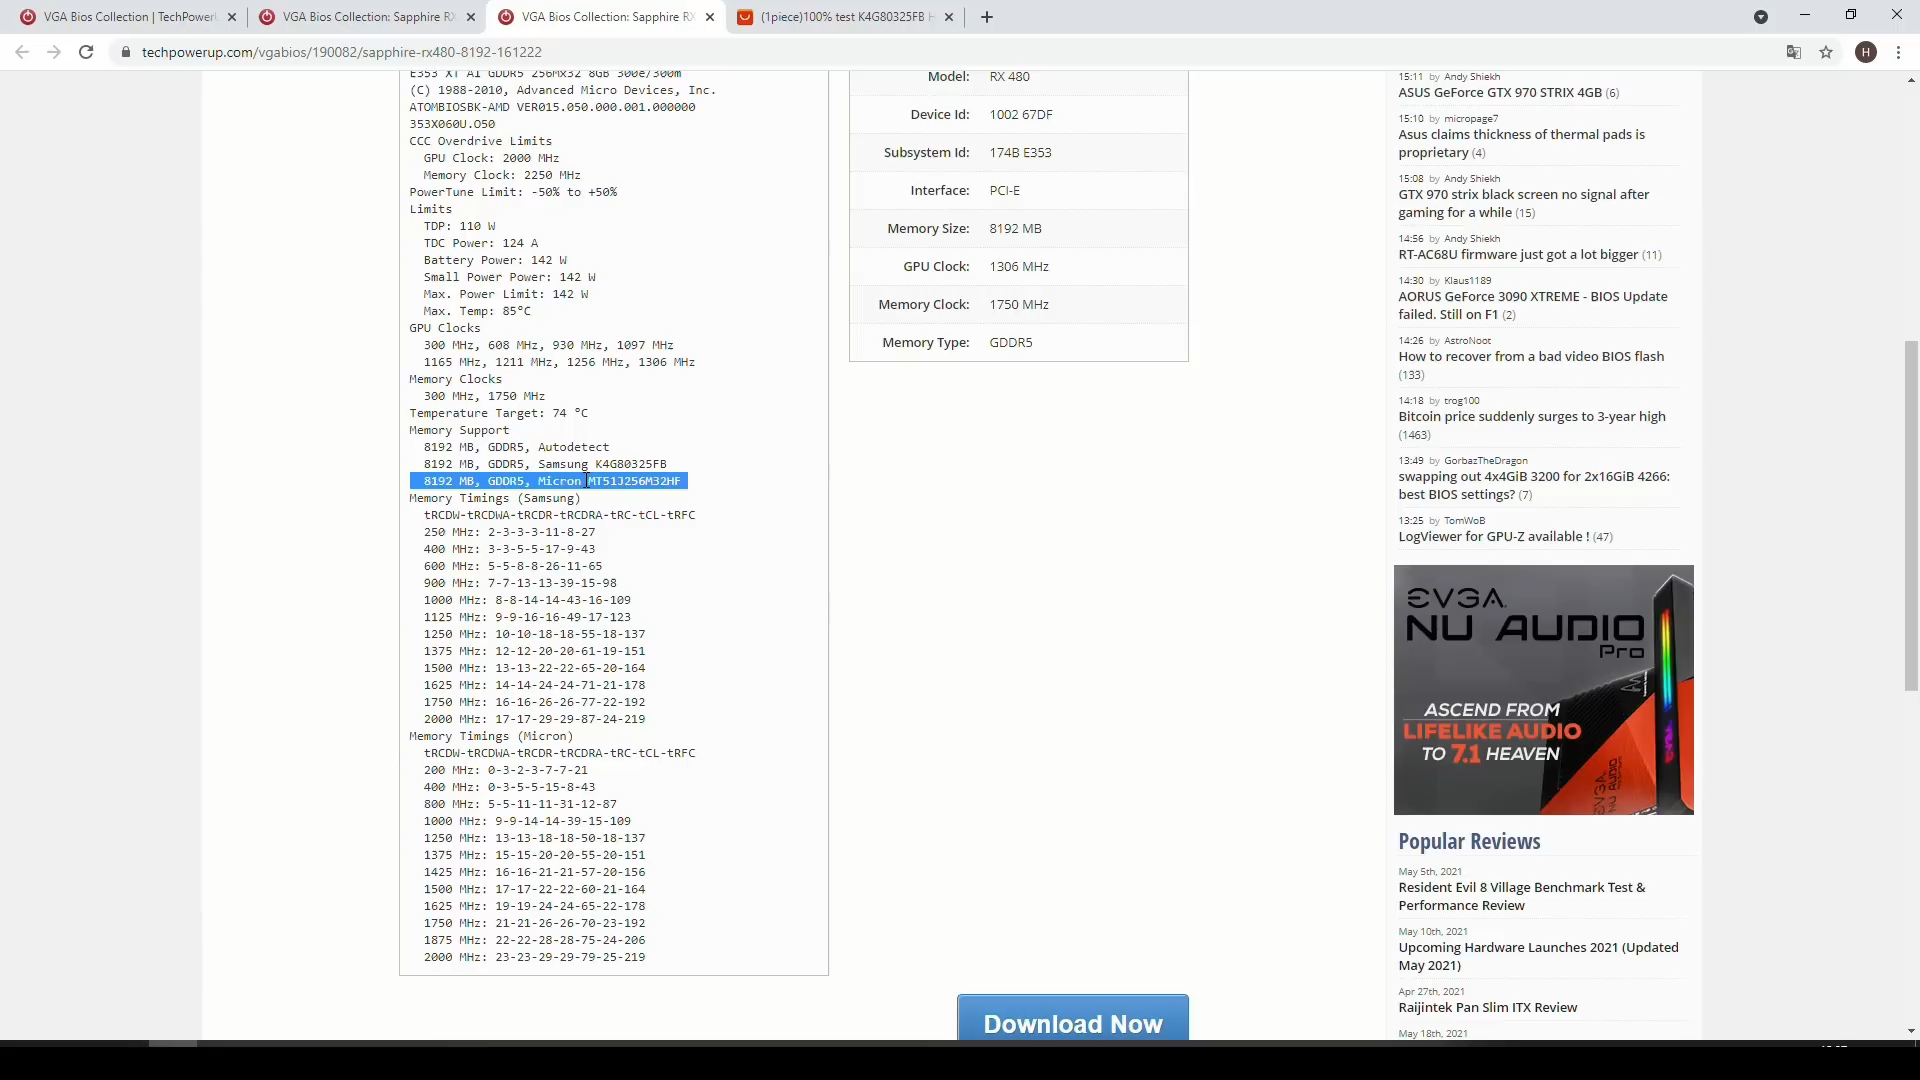 VGA Bios Collection | TechPowerU
VGA Bios Collection: Sapphire RX
VGA Bios Collection: Sapphire RX
(1piece)100% test K4G80325FB H
techpowerup.com/vgabios/190082/sapphire-rx480-8192-161222
H
E353 XT A1 GDDR5 256Mx32 8GB 300e/300m
(C) 1988-2010, Advanced Micro Devices, Inc.
ATOMBIOSBK-AMD VER015.050.000.001.000000
353X060U.O50
CCC Overdrive Limits
GPU Clock: 2000 MHz
Memory Clock: 2250 MHz
PowerTune Limit: -50% to +50%
Limits
TDP: 110 W
TDC Power: 124 A
Battery Power: 142 W
Small Power Power: 142 W
Max. Power Limit: 142 W
Max. Temp: 85°C
GPU Clocks
300 MHz, 608 MHz, 930 MHz, 1097 MHz
1165 MHz, 1211 MHz, 1256 MHz, 1306 MHz
Memory Clocks
300 MHz, 1750 MHz
Temperature Target: 74 °C
Memory Support
8192 MB, GDDR5, Autodetect
8192 MB, GDDR5, Samsung K4G80325FB
8192 MB, GDDR5, Micron MT51J256M32HF
Memory Timings (Samsung)
tRCDW-tRCDWA-tRCDR-tRCDRA-tRC-tCL-tRFC
250 MHz: 2-3-3-3-11-8-27
400 MHz: 3-3-5-5-17-9-43
600 MHz: 5-5-8-8-26-11-65
900 MHz: 7-7-13-13-39-15-98
1000 MHz: 8-8-14-14-43-16-109
1125 MHz: 9-9-16-16-49-17-123
1250 MHz: 10-10-18-18-55-18-137
1375 MHz: 12-12-20-20-61-19-151
1500 MHz: 13-13-22-22-65-20-164
1625 MHz: 14-14-24-24-71-21-178
1750 MHz: 16-16-26-26-77-22-192
2000 MHz: 17-17-29-29-87-24-219
Memory Timings (Micron)
tRCDW-tRCDWA-tRCDR-tRCDRA-tRC-tCL-tRFC
200 MHz: 0-3-2-3-7-7-21
400 MHz: 0-3-5-5-15-8-43
800 MHz: 5-5-11-11-31-12-87
1000 MHz: 9-9-14-14-39-15-109
1250 MHz: 13-13-18-18-50-18-137
1375 MHz: 15-15-20-20-55-20-151
1425 MHz: 16-16-21-21-57-20-156
1500 MHz: 17-17-22-22-60-21-164
1625 MHz: 19-19-24-24-65-22-178
1750 MHz: 21-21-26-26-70-23-192
1875 MHz: 22-22-28-28-75-24-206
2000 MHz: 23-23-29-29-79-25-219
Model: RX 480
Device Id: 1002 67DF
Subsystem Id: 174B E353
Interface: PCI-E
Memory Size: 8192 MB
GPU Clock: 1306 MHz
Memory Clock: 1750 MHz
Memory Type: GDDR5
Download Now
15:11 by Andy Shiekh
ASUS GeForce GTX 970 STRIX 4GB (6)
15:10 by micropage7
Asus claims thickness of thermal pads is
proprietary (4)
15:08 by Andy Shiekh
GTX 970 strix black screen no signal after
gaming for a while (15)
14:56 by Andy Shiekh
RT-AC68U firmware just got a lot bigger (11)
14:30 by Klaus1189
AORUS GeForce 3090 XTREME - BIOS Update
failed. Still on F1 (2)
14:26 by AstroNoot
How to recover from a bad video BIOS flash
(133)
14:18 by trog100
Bitcoin price suddenly surges to 3-year high
(1463)
13:49 by GorbazTheDragon
swapping out 4x4GiB 3200 for 2x16GiB 4266:
best BIOS settings? (7)
13:25 by TomWoB
LogViewer for GPU-Z available ! (47)
EVGA
NU AUDIO
Pro
ASCEND FROM
LIFELIKE AUDIO
TO 7.1 HEAVEN
Popular Reviews
May 5th, 2021
Resident Evil 8 Village Benchmark Test &
Performance Review
May 10th, 2021
Upcoming Hardware Launches 2021 (Updated
May 2021)
Apr 27th, 2021
Raijintek Pan Slim ITX Review
May 18th, 2021